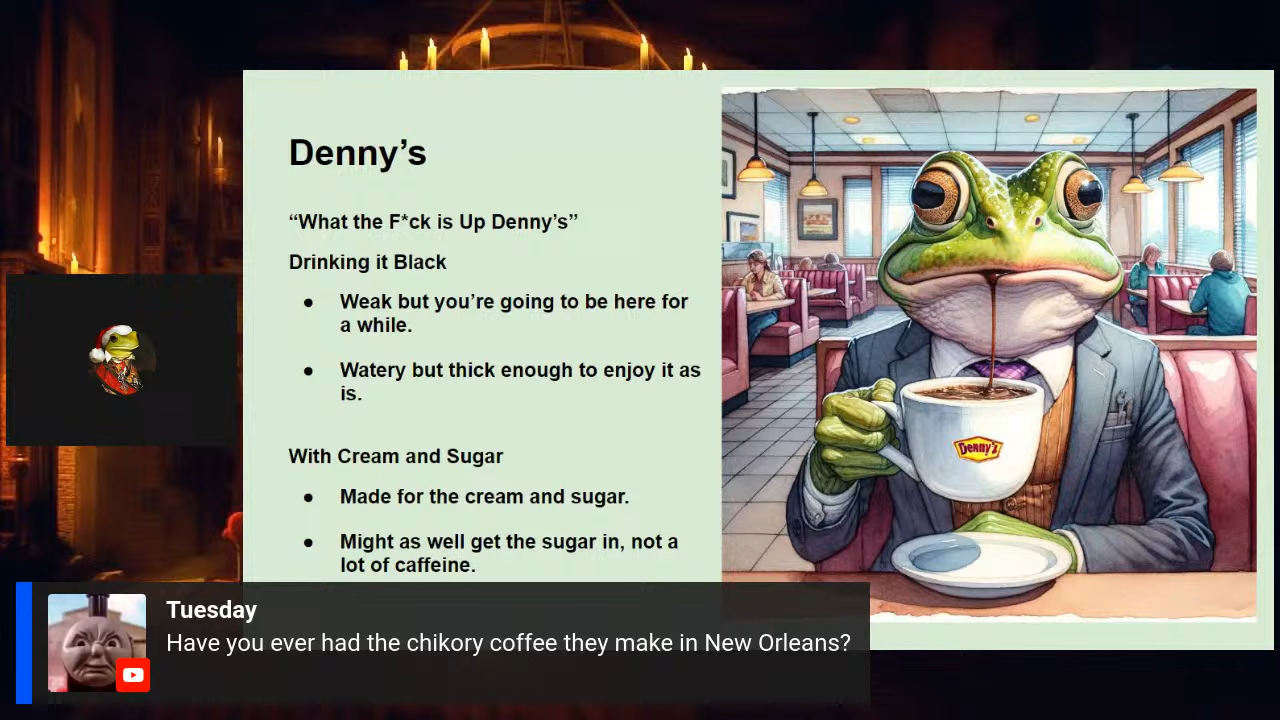 Denny’s
“What the F*ck is Up Denny’s”
Drinking it Black
● Weak but you’re going to be here for
a while.
● Watery but thick enough to enjoy it as
is.
With Cream and Sugar
● Made for the cream and sugar.
● Might as well get the sugar in, not a
lot of caffeine.
Denny's
Tuesday
Have you ever had the chikory coffee they make in New Orleans?